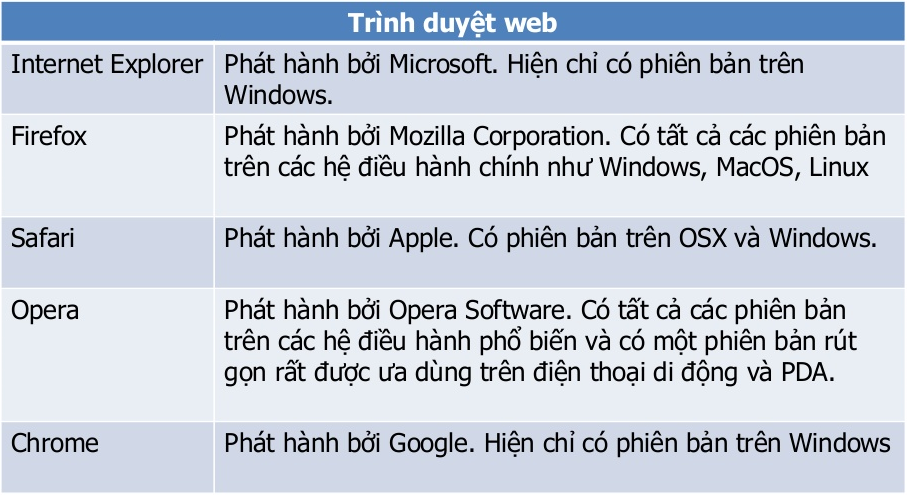 Trình duyệt web
Internet Explorer
Phát hành bởi Microsoft. Hiện chỉ có phiên bản trên
Windows.
Firefox
Phát hành bởi Mozilla Corporation. Có tất cả các phiên bản
trên các hệ điều hành chính như Windows, MacOS, Linux
Safari
Phát hành bởi Apple. Có phiên bản trên OSX và Windows.
Opera
Phát hành bởi Opera Software. Có tất cả các phiên bản
trên các hệ điều hành phổ biến và có một phiên bản rút
gọn rất được ưa dùng trên điện thoại di động và PDA.
Chrome
Phát hành bởi Google. Hiện chỉ có phiên bản trên Windows